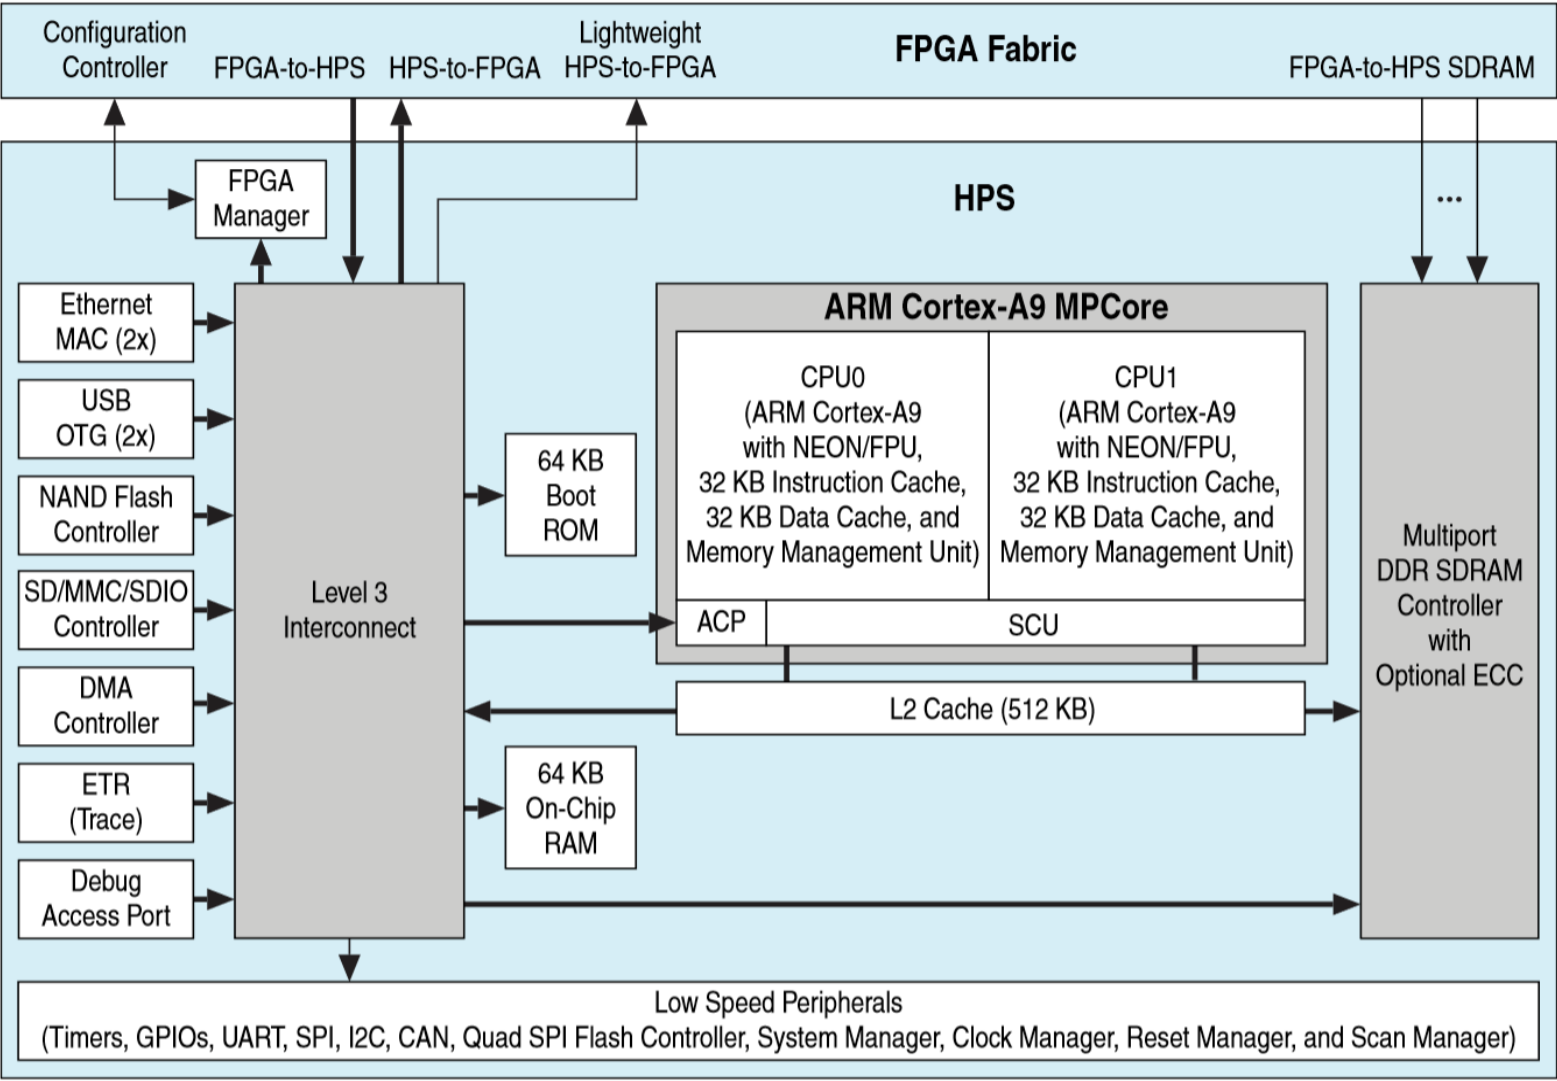 Configuration
Controller
FPGA-to-HPS
HPS-to-FPGA
Lightweight
HPS-to-FPGA
FPGA Fabric
FPGA-to-HPS SDRAM
FPGA
Manager
HPS
...
Ethernet
MAC (2x)
USB
OTG (2x)
NAND Flash
Controller
SD/MMC/SDIO
Controller
DMA
Controller
ETR
(Trace)
Debug
Access Port
Level 3
Interconnect
64 KB
Boot
ROM
64 KB
On-Chip
RAM
ARM Cortex-A9 MPCore
CPU0
(ARM Cortex-A9
with NEON/FPU,
32 KB Instruction Cache,
32 KB Data Cache, and
Memory Management Unit)
CPU1
(ARM Cortex-A9
with NEON/FPU,
32 KB Instruction Cache,
32 KB Data Cache, and
Memory Management Unit)
ACP
SCU
L2 Cache (512 KB)
Multiport
DDR SDRAM
Controller
with
Optional ECC
Low Speed Peripherals
(Timers, GPIOs, UART, SPI, I2C, CAN, Quad SPI Flash Controller, System Manager, Clock Manager, Reset Manager, and Scan Manager)